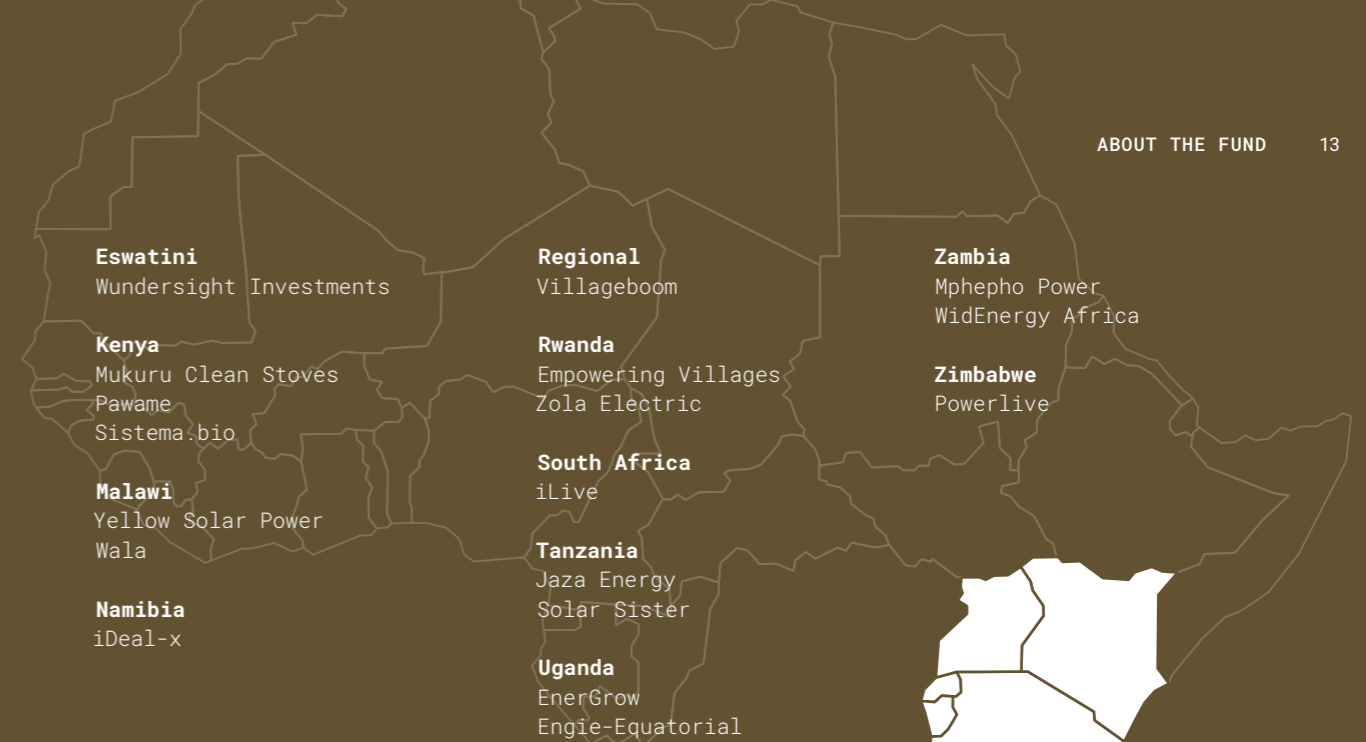 ABOUT THE FUND 13
Eswatini
Wundersight Investments
Kenya
Mukuru Clean Stoves
Pawame
Sistema.bio
Malawi
Yellow Solar Power
Wala
Namibia
iDeal-x
Regional
Villageboom
Rwanda
Empowering Villages
Zola Electric
South Africa
iLive
Tanzania
Jaza Energy
Solar Sister
Uganda
EnerGrow
Engie-Equatorial
Zambia
Mphepho Power
WidEnergy Africa
Zimbabwe
Powerlive